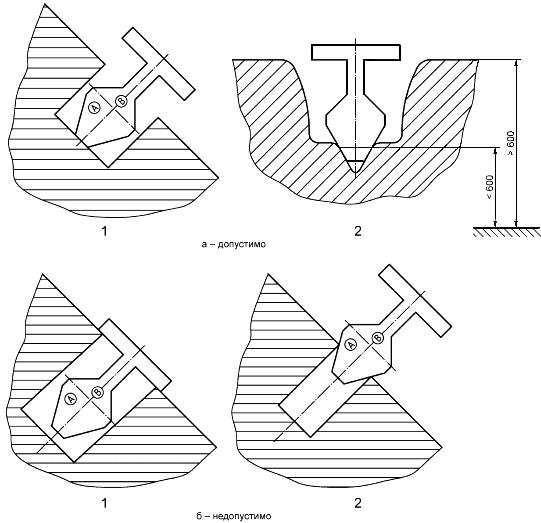 A
B
< 600
> 600
1
2
а – допустимо
A
B
A
B
1
2
б – недопустимо